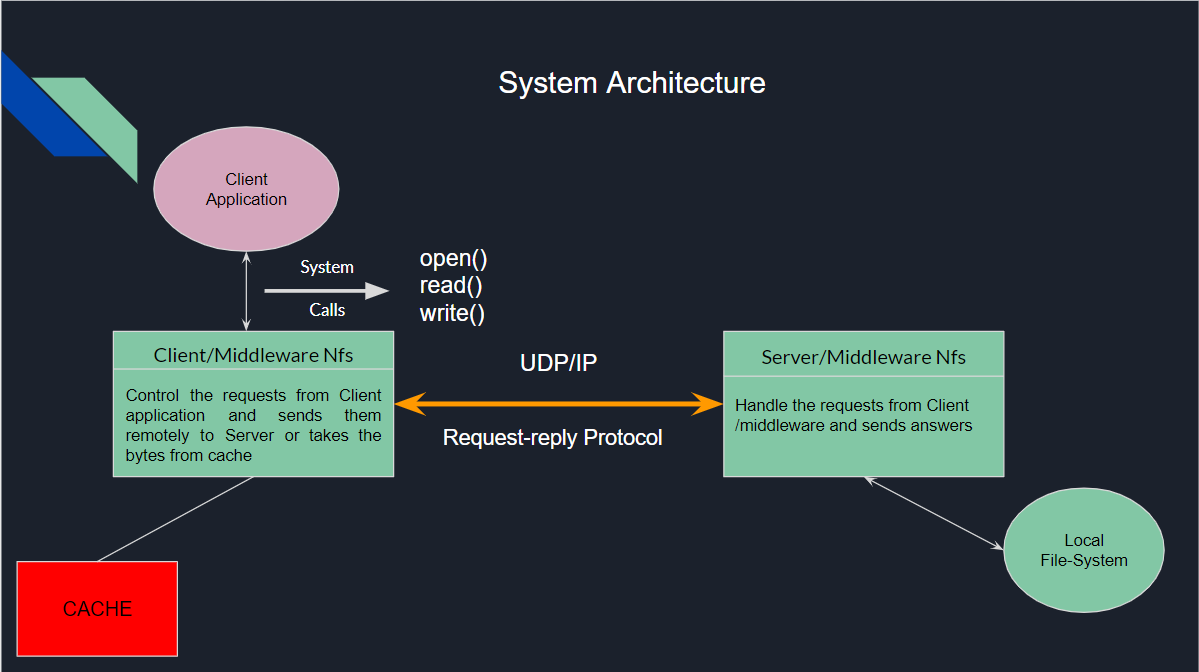 System Architecture
Client
Application
System
Calls
open()
read()
write()
Client/Middleware Nfs
Control the requests from Client
application and sends them
remotely to Server or takes the
bytes from cache
UDP/IP
Request-reply Protocol
Server/Middleware Nfs
Handle the requests from Client
/middleware and sends answers
Local
File-System
CACHE